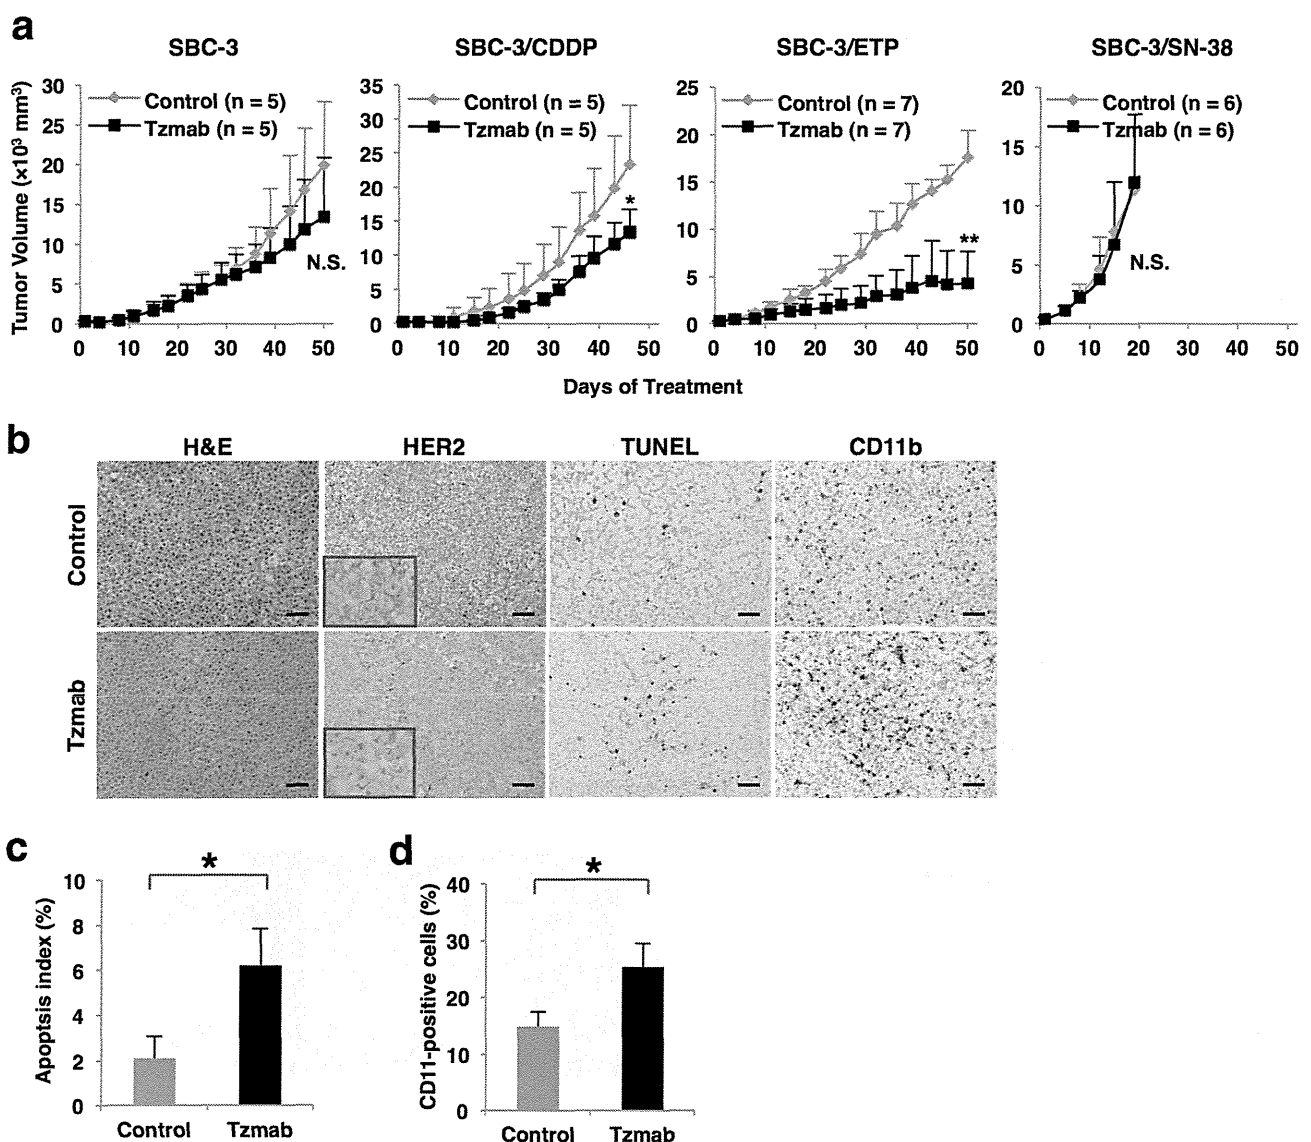 a
SBC-3 SBC-3/CDDP SBC-3/ETP SBC-3/SN-38
Tumor Volume (×10³ mm³)
30
25
20
15
10
5
0
Control (n = 5)
Tzmab (n = 5)
N.S.
0 10 20 30 40 50
35
30
25
20
15
10
5
0
Control (n = 5)
Tzmab (n = 5)
*
0 10 20 30 40 50
25
20
15
10
5
0
Control (n = 7)
Tzmab (n = 7)
**
0 10 20 30 40 50
20
15
10
5
0
Control (n = 6)
Tzmab (n = 6)
N.S.
0 10 20 30 40 50
Days of Treatment
b
H&E HER2 TUNEL CD11b
Control
Tzmab
c
Apoptsis index (%)
10
8
6
4
2
0
*
Control Tzmab
d
CD11-positive cells (%)
40
30
20
10
0
*
Control Tzmab